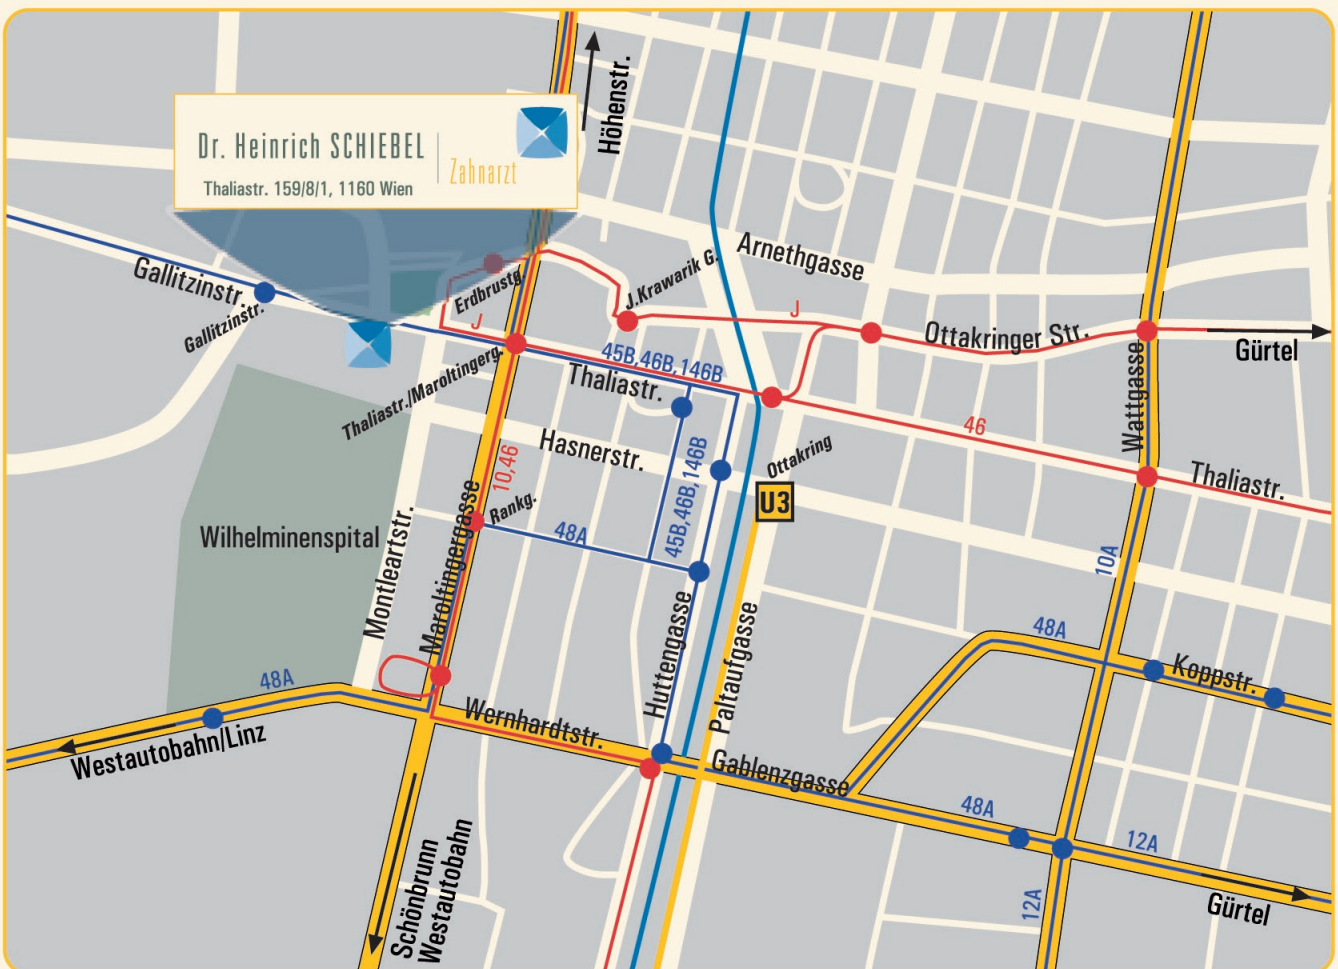 Höhenstr.
Dr. Heinrich SCHIEBEL
Zahnarzt
Thaliastr. 159/8/1, 1160 Wien
Arnethgasse
Gallitzinstr.
Gallitzinstr.
Erdbrustg.
J.Krawarik G.
J
J
Ottakringer Str.
Gürtel
Thaliastr./Maroltingerg.
45B,46B,146B
Thaliastr.
Wattgasse
46
Hasnerstr.
Ottakring
10,46
45B,46B,146B
Thaliastr.
U3
Rankg.
48A
Wilhelminenspital
Montleartstr.
Maroltingergasse
10A
Huttengasse
Paltaufgasse
48A
Koppstr.
48A
Wernhardtstr.
Westautobahn/Linz
Gablenzgasse
48A
12A
12A
Gürtel
Schönbrunn
Westautobahn